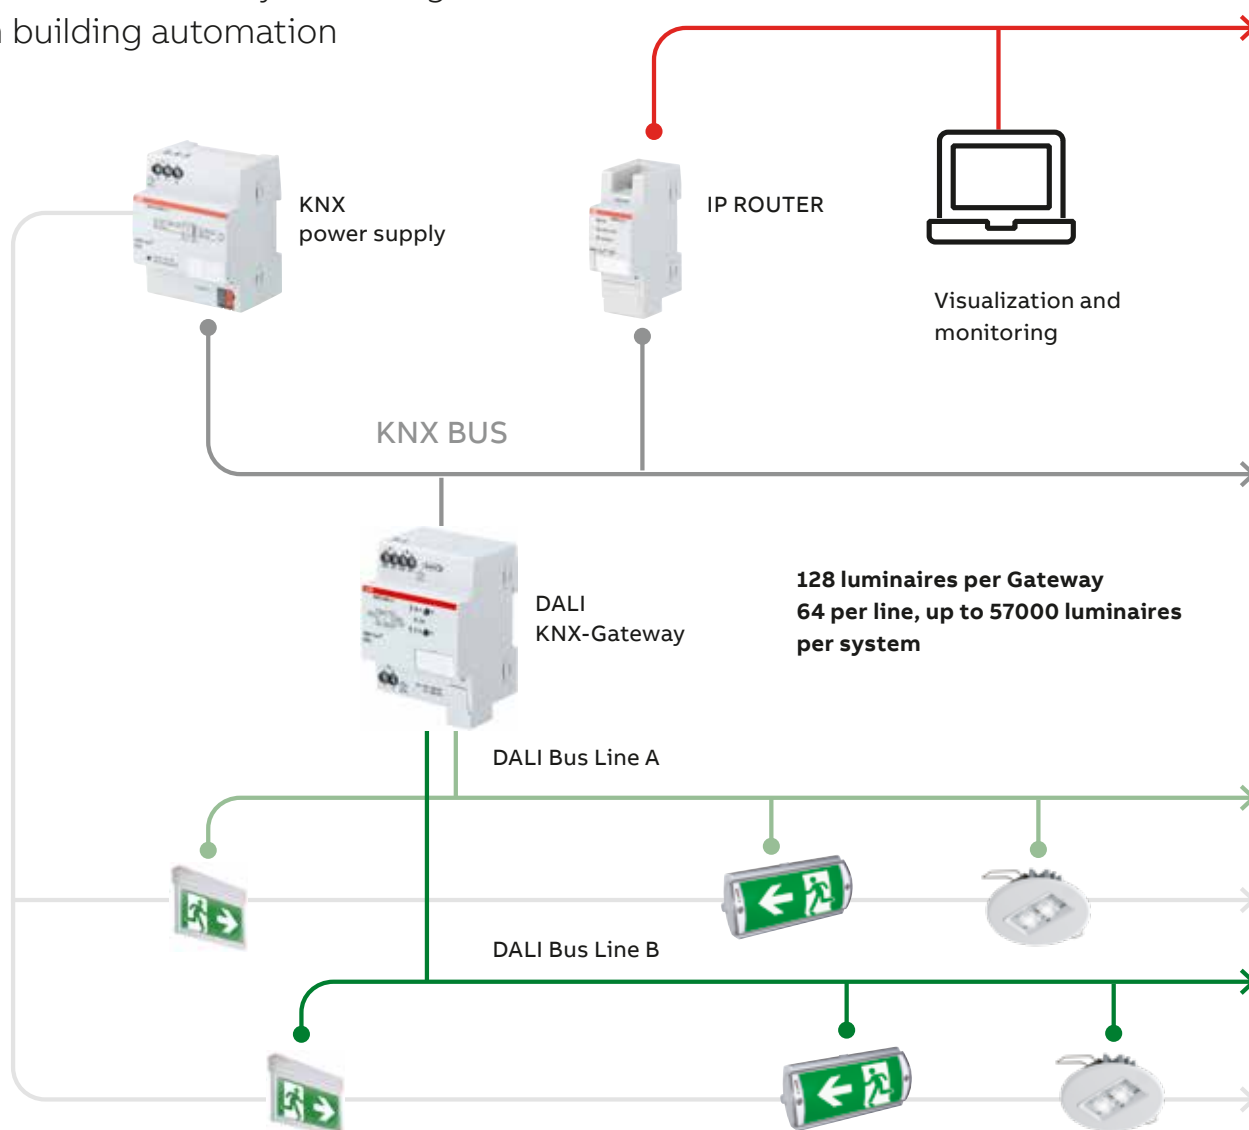 building automation
KNX
power supply
IP ROUTER
Visualization and
monitoring
KNX BUS
DALI
KNX-Gateway
128 luminaires per Gateway
64 per line, up to 57000 luminaires
per system
DALI Bus Line A
DALI Bus Line B